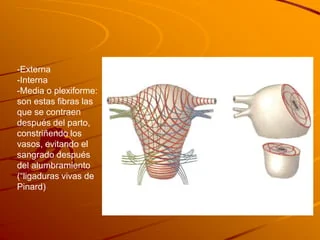 -Externa
-Interna
-Media o plexiforme:
son estas fibras las
que se contraen
después del parto,
constriñendo los
vasos, evitando el
sangrado después
del alumbramiento
("ligaduras vivas de
Pinard)